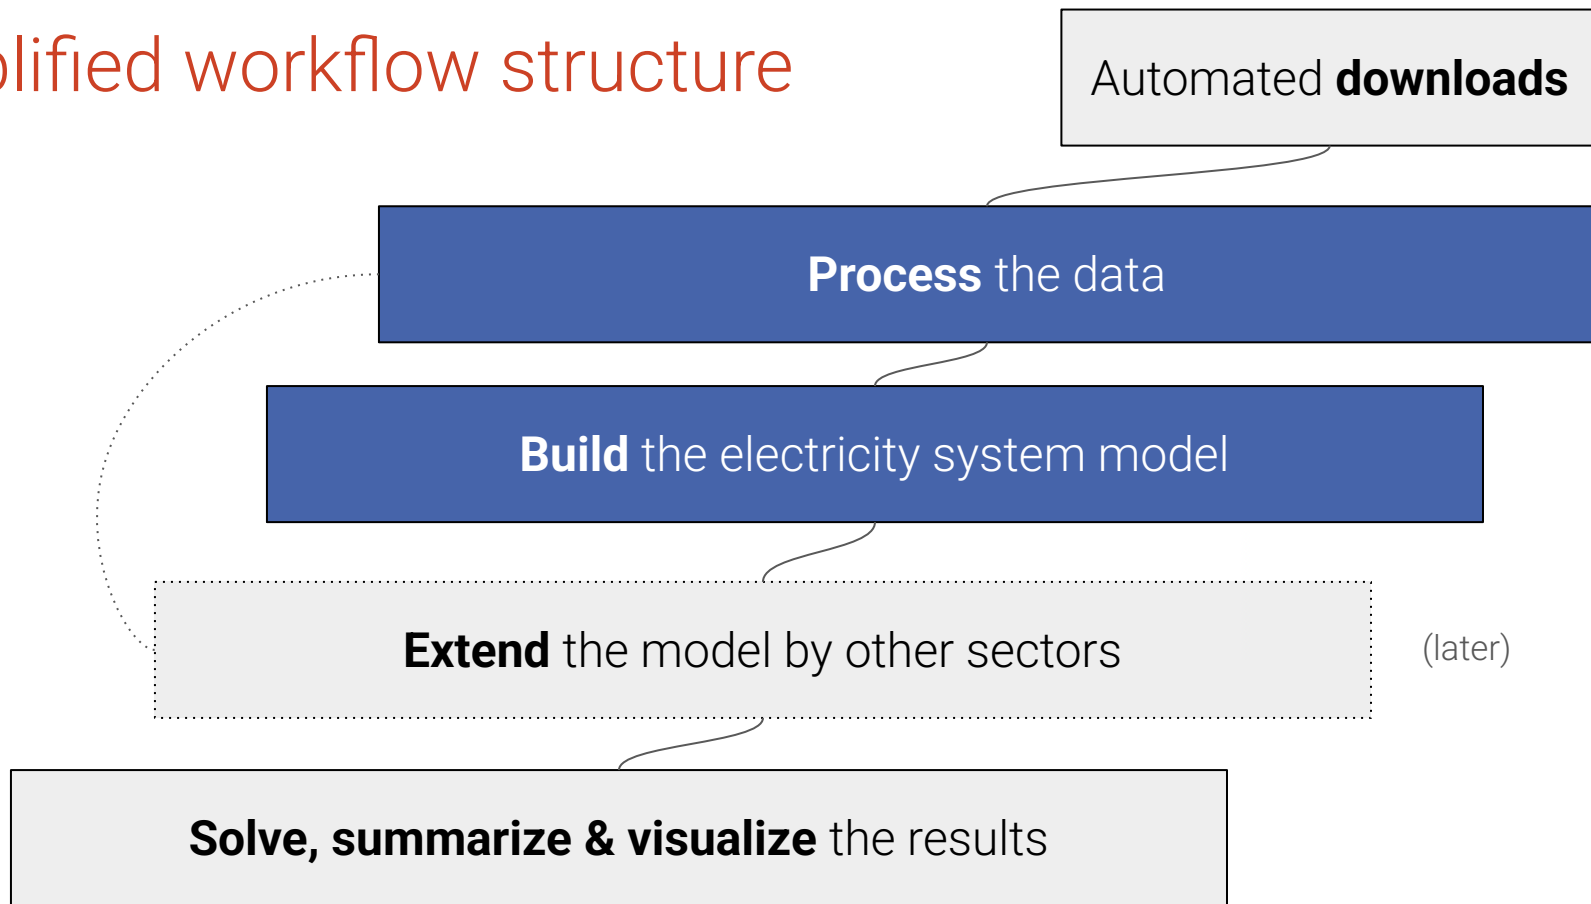 plified workflow structure
Automated downloads
Process the data
Build the electricity system model
Extend the model by other sectors
(later)
Solve, summarize & visualize the results